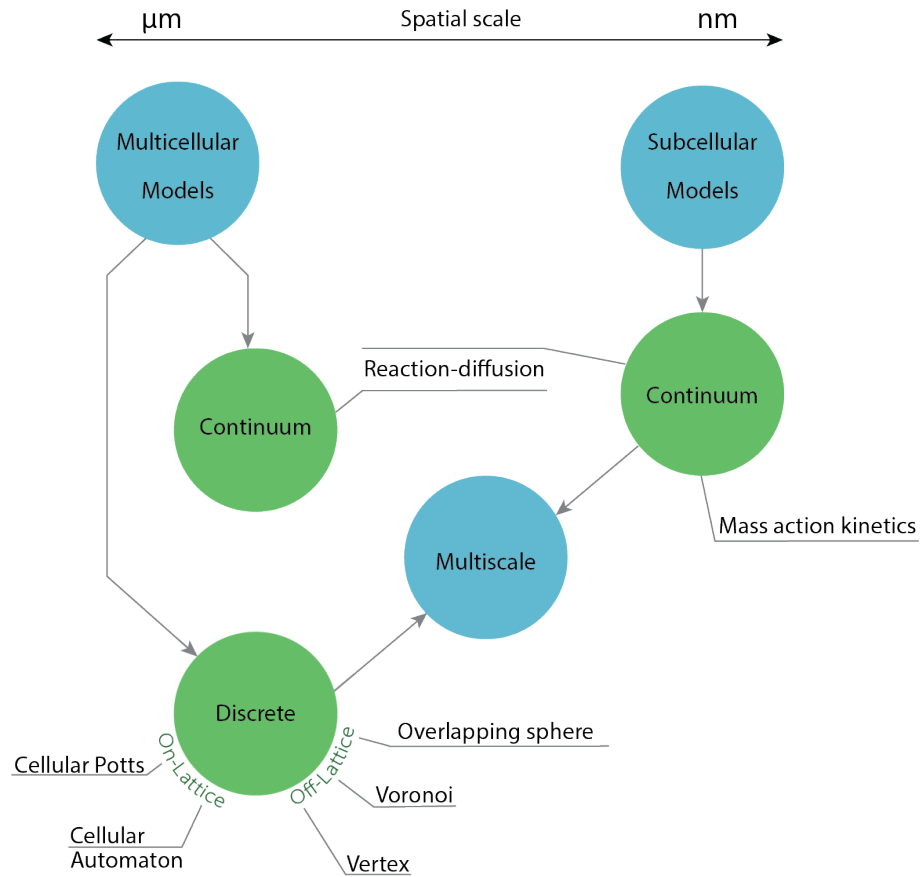 μm
Spatial scale
nm
Multicellular
Models
Subcellular
Models
Reaction-diffusion
Continuum
Continuum
Mass action kinetics
Multiscale
Discrete
On-Lattice
Off-Lattice
Overlapping sphere
Cellular Potts
Voronoi
Cellular
Automaton
Vertex